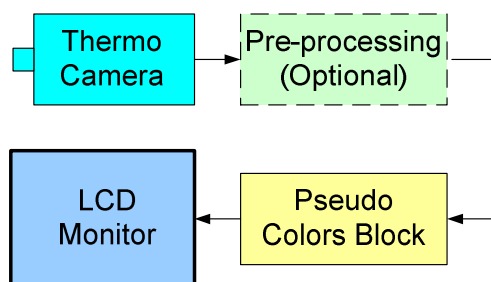 Thermo
Camera
Pre-processing
(Optional)
LCD
Monitor
Pseudo
Colors Block